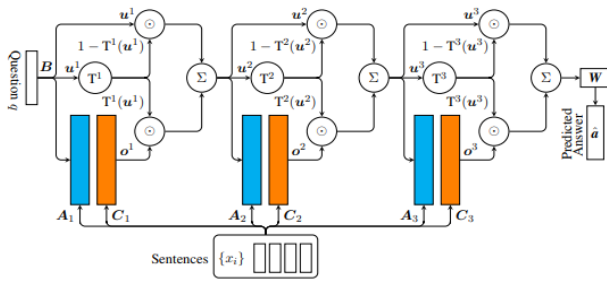 u¹ ⊙ u² ⊙ u³ ⊙
1 − T¹(u¹) 1 − T²(u²) 1 − T³(u³)
Question q
B u¹ T¹ Σ u² T² Σ u³ T³ Σ W
T¹(u¹) T²(u²) T³(u³)
⊙ ⊙ ⊙
o¹ o² o³
Predicted
Answer
â
A₁ C₁ A₂ C₂ A₃ C₃
Sentences {xᵢ}